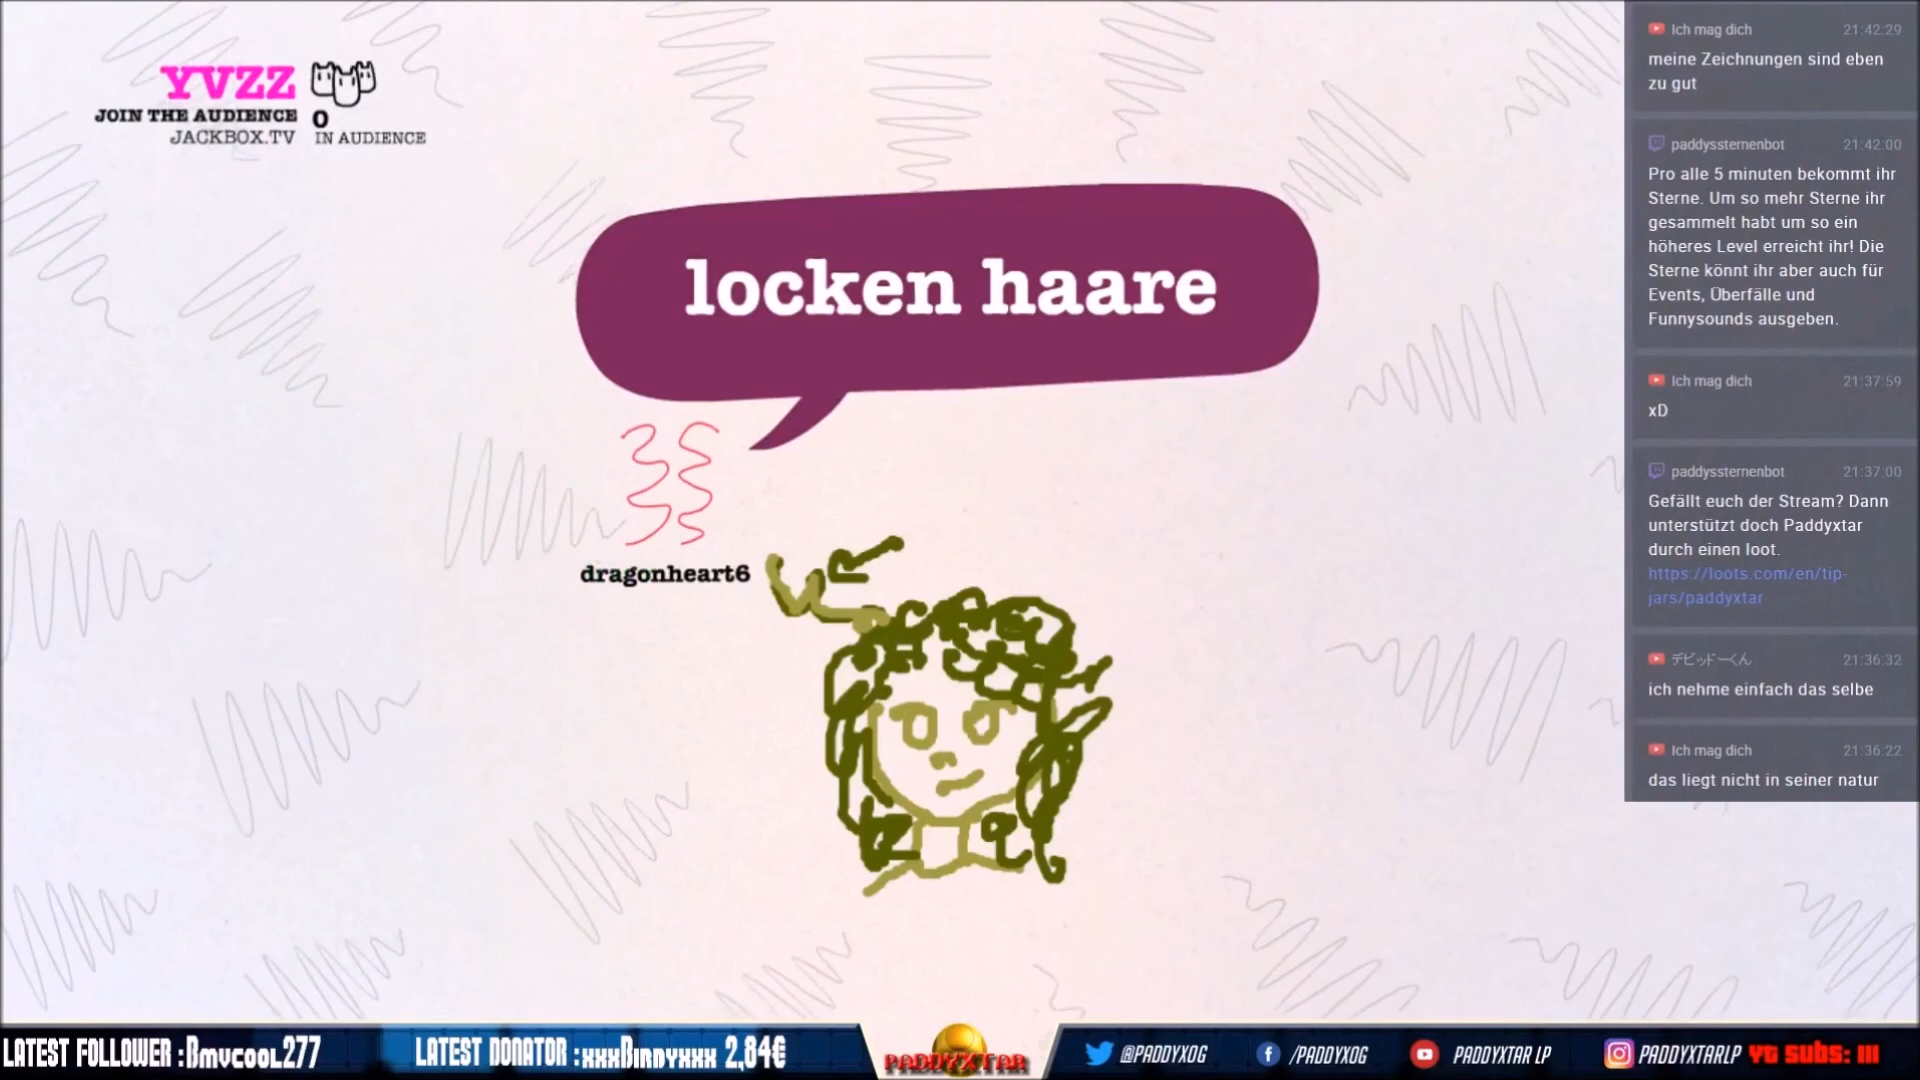 YVZZ
JOIN THE AUDIENCE
JACKBOX.TV
0
IN AUDIENCE
locken haare
dragonheart6
Ich mag dich 21:42:29
meine Zeichnungen sind eben
zu gut
paddyssternenbot 21:42:00
Pro alle 5 minuten bekommt ihr
Sterne. Um so mehr Sterne ihr
gesammelt habt um so ein
höheres Level erreicht ihr! Die
Sterne könnt ihr aber auch für
Events, Überfälle und
Funnysounds ausgeben.
Ich mag dich 21:37:59
xD
paddyssternenbot 21:37:00
Gefällt euch der Stream? Dann
unterstützt doch Paddyxtar
durch einen loot.
https://loots.com/en/tip-
jars/paddyxtar
デビッドーくん 21:36:32
ich nehme einfach das selbe
Ich mag dich 21:36:22
das liegt nicht in seiner natur
LATEST FOLLOWER :Bmvcool277
LATEST DONATOR :xxxBirdyxxx 2,84€
PADDYXTAR
@PADDYXOG
/PADDYXOG
PADDYXTAR LP
PADDYXTARLP
YT SUBS: 111